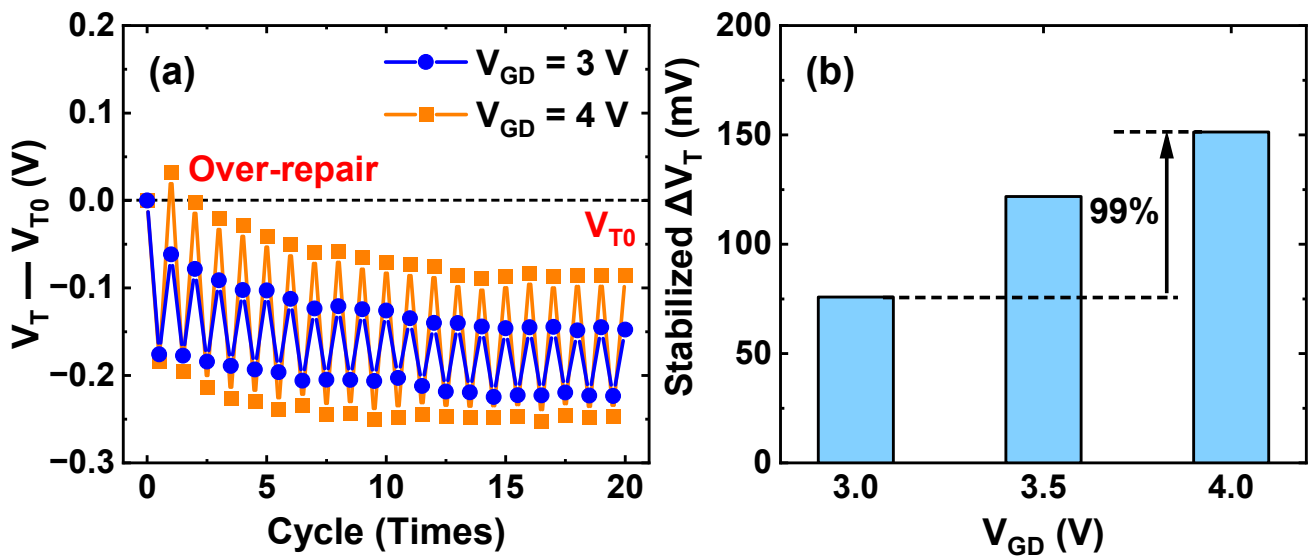 (a)
V_GD = 3 V
V_GD = 4 V
Over-repair
V_T0
V_T — V_T0 (V)
0.2
0.1
0.0
−0.1
−0.2
−0.3
0
5
10
15
20
Cycle (Times)
(b)
99%
Stabilized ΔV_T (mV)
200
150
100
50
0
3.0
3.5
4.0
V_GD (V)